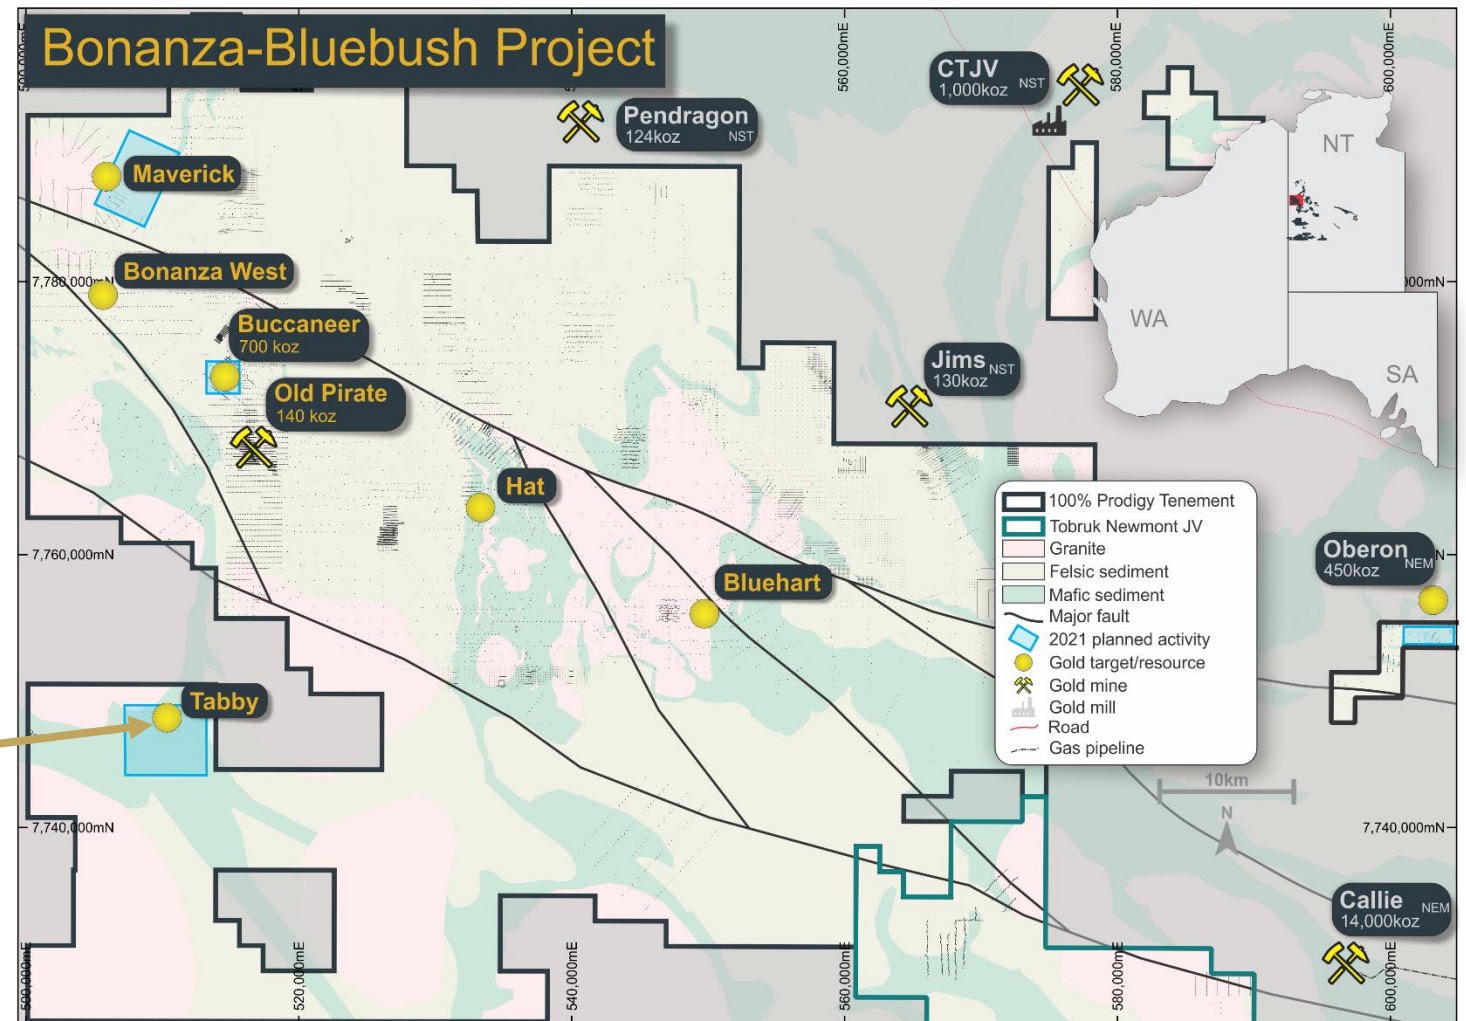 Bonanza-Bluebush Project
560,000mE
580,000mE
600,000mE
CTJV
1,000koz NST
Pendragon
124koz NST
NT
Maverick
Bonanza West
7,780,000mN
Buccaneer
700 koz
WA
Jims NST
130koz
SA
Old Pirate
140 koz
Hat
100% Prodigy Tenement
Tobruk Newmont JV
Granite
Felsic sediment
Mafic sediment
Major fault
2021 planned activity
Gold target/resource
Gold mine
Gold mill
Road
Gas pipeline
7,760,000mN
Oberon
450koz NEM
Bluehart
Tabby
10km
N
7,740,000mN
7,740,000mN
Callie NEM
14,000koz
500,000mE
520,000mE
540,000mE
560,000mE
580,000mE
600,000mE